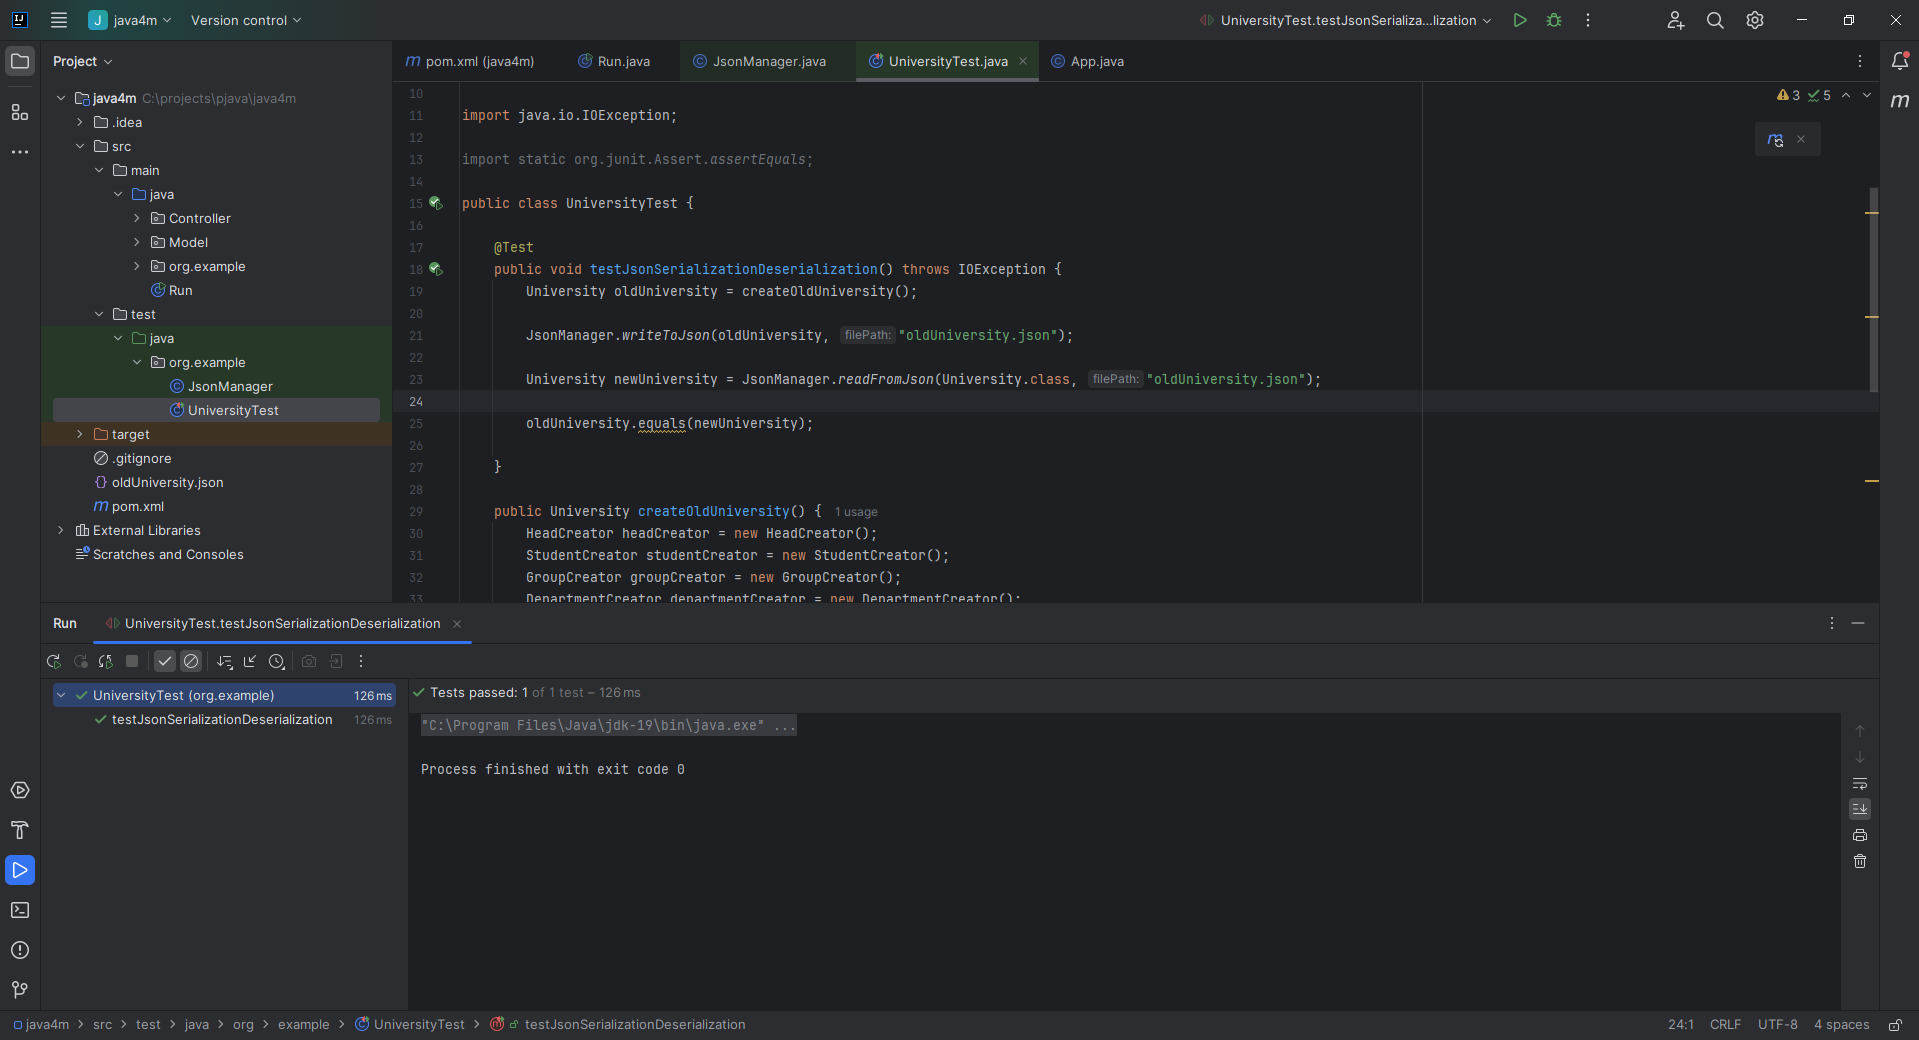 J java4m Version control UniversityTest.testJsonSerializa...lization
Project
java4m C:\projects\pjava\java4m
.idea
src
main
java
Controller
Model
org.example
Run
test
java
org.example
JsonManager
UniversityTest
target
.gitignore
oldUniversity.json
pom.xml
External Libraries
Scratches and Consoles
pom.xml (java4m) Run.java JsonManager.java UniversityTest.java App.java
3 5
10
11 import java.io.IOException;
12
13 import static org.junit.Assert.assertEquals;
14
15 public class UniversityTest {
16
17 @Test
18 public void testJsonSerializationDeserialization() throws IOException {
19 University oldUniversity = createOldUniversity();
20
21 JsonManager.writeToJson(oldUniversity, filePath: "oldUniversity.json");
22
23 University newUniversity = JsonManager.readFromJson(University.class, filePath: "oldUniversity.json");
24
25 oldUniversity.equals(newUniversity);
26
27 }
28
29 public University createOldUniversity() { 1 usage
30 HeadCreator headCreator = new HeadCreator();
31 StudentCreator studentCreator = new StudentCreator();
32 GroupCreator groupCreator = new GroupCreator();
33 DepartmentCreator departmentCreator = new DepartmentCreator();
Run UniversityTest.testJsonSerializationDeserialization
UniversityTest (org.example) 126 ms
testJsonSerializationDeserialization 126 ms
Tests passed: 1 of 1 test – 126 ms
"C:\Program Files\Java\jdk-19\bin\java.exe" ...
Process finished with exit code 0
java4m > src > test > java > org > example > UniversityTest > testJsonSerializationDeserialization
24:1 CRLF UTF-8 4 spaces